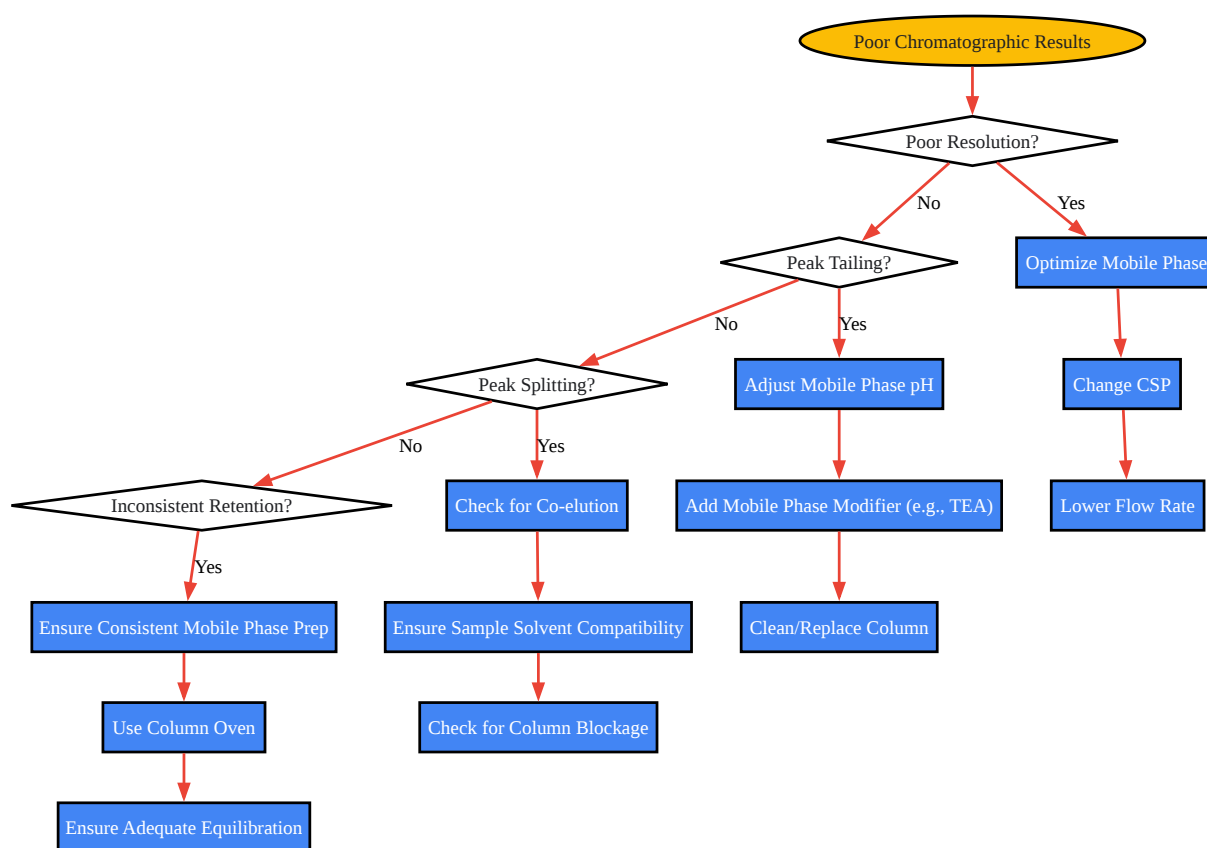 Poor Chromatographic Results
Poor Resolution?
No
Yes
Peak Tailing?
Optimize Mobile Phase
No
Yes
Peak Splitting?
Adjust Mobile Phase pH
Change CSP
No
Yes
Inconsistent Retention?
Check for Co-elution
Add Mobile Phase Modifier (e.g., TEA)
Lower Flow Rate
Yes
Ensure Consistent Mobile Phase Prep
Ensure Sample Solvent Compatibility
Clean/Replace Column
Use Column Oven
Check for Column Blockage
Ensure Adequate Equilibration